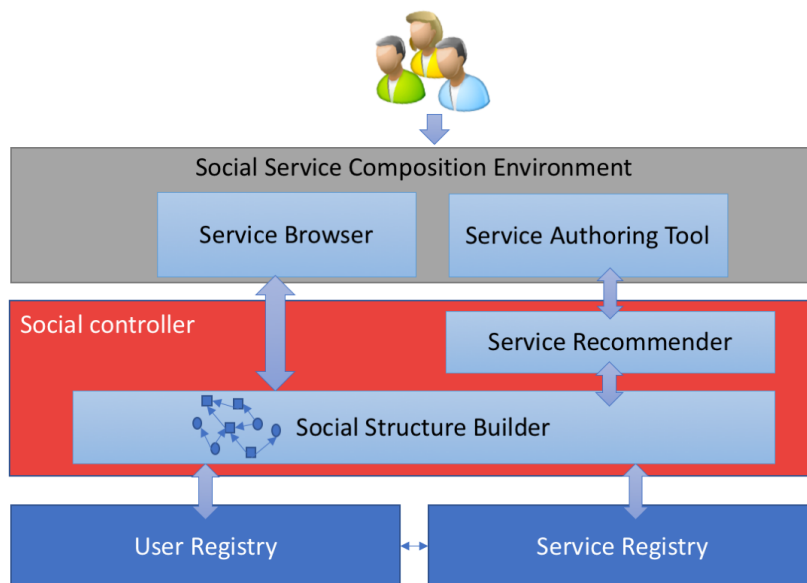 Social Service Composition Environment
Service Browser
Service Authoring Tool
Social controller
Service Recommender
Social Structure Builder
User Registry
Service Registry